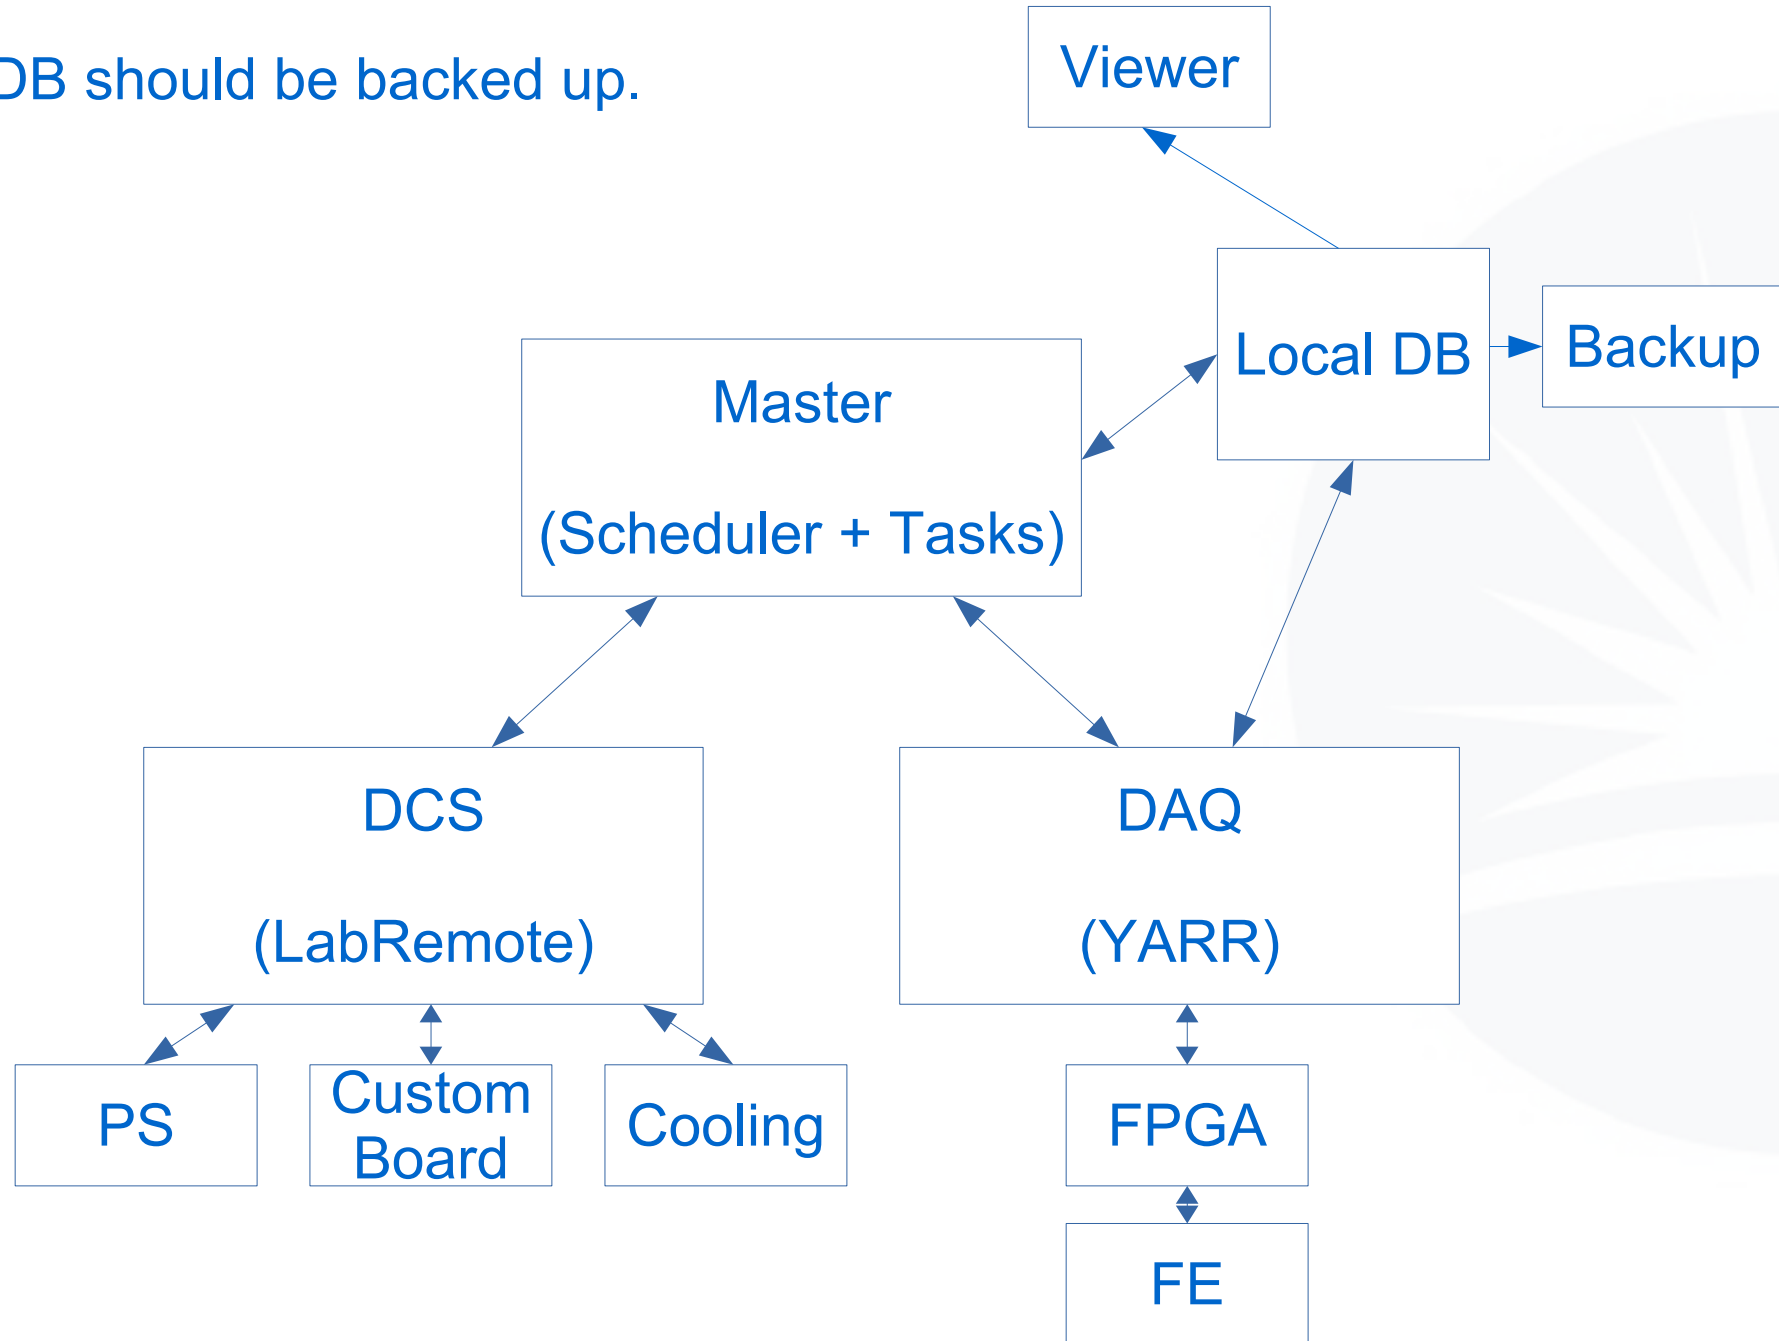 DB should be backed up.
Viewer
Local DB
Backup
Master
(Scheduler + Tasks)
DCS
(LabRemote)
DAQ
(YARR)
PS
Custom
Board
Cooling
FPGA
FE